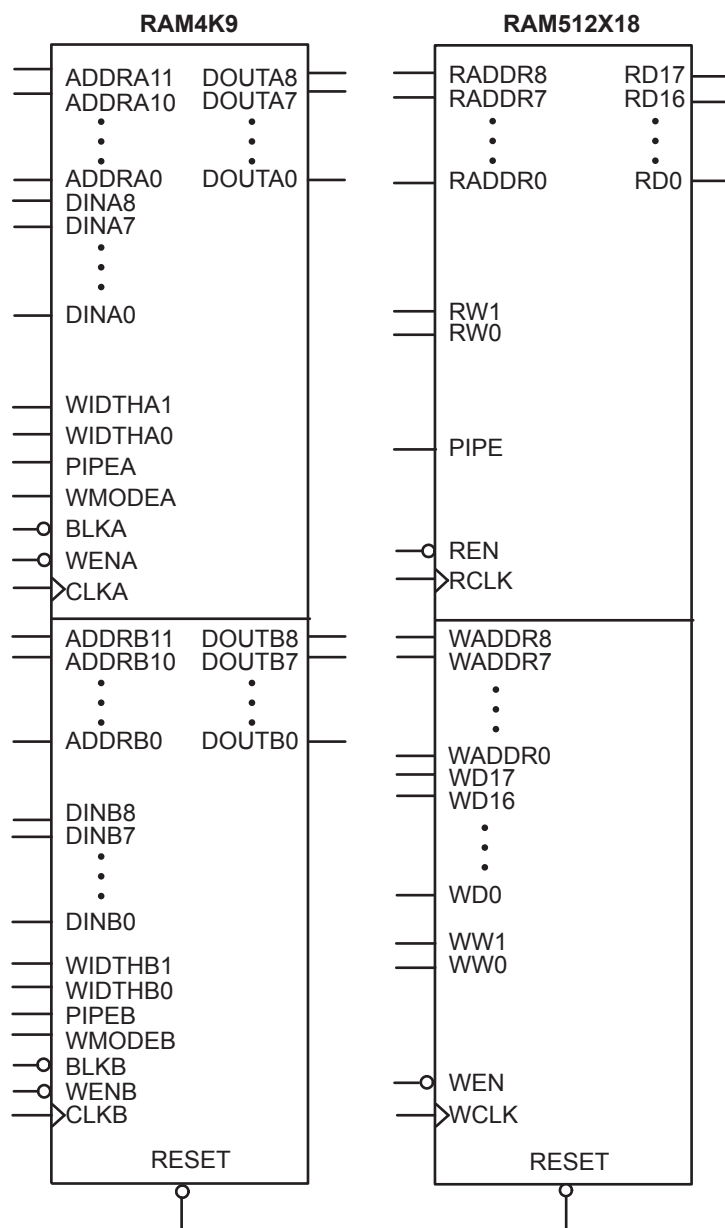 RAM4K9
ADDRA11 DOUTA8
ADDRA10 DOUTA7
ADDRA0 DOUTA0
DINA8
DINA7
DINA0
WIDTHA1
WIDTHA0
PIPEA
WMODEA
BLKA
WENA
CLKA
ADDRB11 DOUTB8
ADDRB10 DOUTB7
ADDRB0 DOUTB0
DINB8
DINB7
DINB0
WIDTHB1
WIDTHB0
PIPEB
WMODEB
BLKB
WENB
CLKB
RESET
RAM512X18
RADDR8 RD17
RADDR7 RD16
RADDR0 RD0
RW1
RW0
PIPE
REN
RCLK
WADDR8
WADDR7
WADDR0
WD17
WD16
WD0
WW1
WW0
WEN
WCLK
RESET